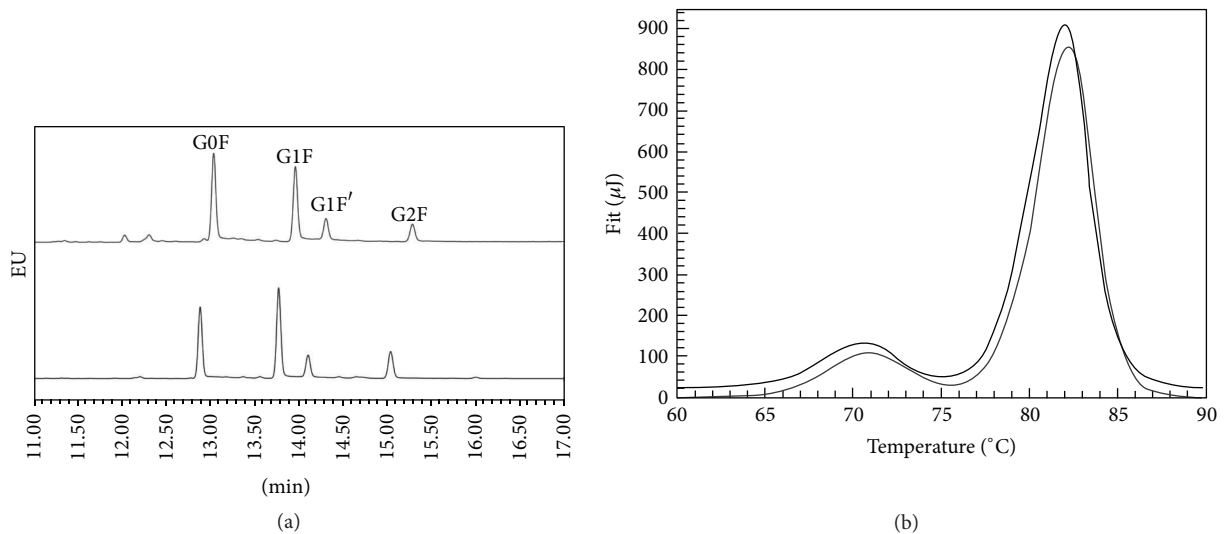 G0F
G1F
G1F′
G2F
EU
11.00 11.50 12.00 12.50 13.00 13.50 14.00 14.50 15.00 15.50 16.00 16.50 17.00
(min)
(a)
900
800
700
600
500
400
300
200
100
0
Fit (μJ)
60 65 70 75 80 85 90
Temperature (°C)
(b)